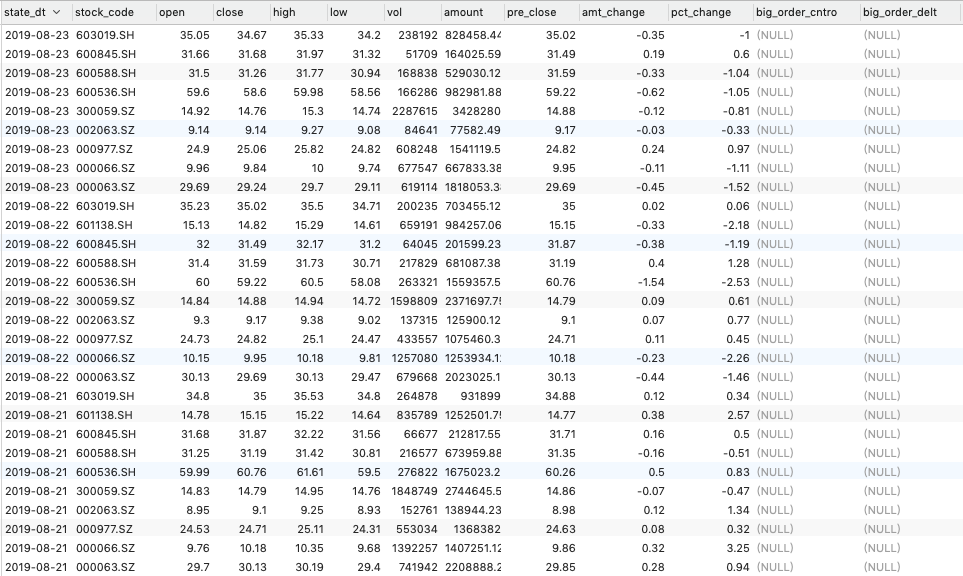 state_dt stock_code open close high low vol amount pre_close amt_change pct_change big_order_cntro big_order_delt
2019-08-23 603019.SH 35.05 34.67 35.33 34.2 238192 828458.44 35.02 -0.35 -1 (NULL) (NULL)
2019-08-23 600845.SH 31.66 31.68 31.97 31.32 51709 164025.59 31.49 0.19 0.6 (NULL) (NULL)
2019-08-23 600588.SH 31.5 31.26 31.77 30.94 168838 529030.12 31.59 -0.33 -1.04 (NULL) (NULL)
2019-08-23 600536.SH 59.6 58.6 59.98 58.56 166286 982981.88 59.22 -0.62 -1.05 (NULL) (NULL)
2019-08-23 300059.SZ 14.92 14.76 15.3 14.74 2287615 3428280 14.88 -0.12 -0.81 (NULL) (NULL)
2019-08-23 002063.SZ 9.14 9.14 9.27 9.08 84641 77582.49 9.17 -0.03 -0.33 (NULL) (NULL)
2019-08-23 000977.SZ 24.9 25.06 25.82 24.82 608248 1541119.5 24.82 0.24 0.97 (NULL) (NULL)
2019-08-23 000066.SZ 9.96 9.84 10 9.74 677547 667833.38 9.95 -0.11 -1.11 (NULL) (NULL)
2019-08-23 000063.SZ 29.69 29.24 29.7 29.11 619114 1818053.3 29.69 -0.45 -1.52 (NULL) (NULL)
2019-08-22 603019.SH 35.23 35.02 35.5 34.71 200235 703455.12 35 0.02 0.06 (NULL) (NULL)
2019-08-22 601138.SH 15.13 14.82 15.29 14.61 659191 984257.06 15.15 -0.33 -2.18 (NULL) (NULL)
2019-08-22 600845.SH 32 31.49 32.17 31.2 64045 201599.23 31.87 -0.38 -1.19 (NULL) (NULL)
2019-08-22 600588.SH 31.4 31.59 31.73 30.71 217829 681087.38 31.19 0.4 1.28 (NULL) (NULL)
2019-08-22 600536.SH 60 59.22 60.5 58.08 263321 1559357.5 60.76 -1.54 -2.53 (NULL) (NULL)
2019-08-22 300059.SZ 14.84 14.88 14.94 14.72 1598809 2371697.7 14.79 0.09 0.61 (NULL) (NULL)
2019-08-22 002063.SZ 9.3 9.17 9.38 9.02 137315 125900.12 9.1 0.07 0.77 (NULL) (NULL)
2019-08-22 000977.SZ 24.73 24.82 25.1 24.47 433557 1075460.3 24.71 0.11 0.45 (NULL) (NULL)
2019-08-22 000066.SZ 10.15 9.95 10.18 9.81 1257080 1253934.1 10.18 -0.23 -2.26 (NULL) (NULL)
2019-08-22 000063.SZ 30.13 29.69 30.13 29.47 679668 2023025.1 30.13 -0.44 -1.46 (NULL) (NULL)
2019-08-21 603019.SH 34.8 35 35.53 34.8 264878 931899 34.88 0.12 0.34 (NULL) (NULL)
2019-08-21 601138.SH 14.78 15.15 15.22 14.64 835789 1252501.7 14.77 0.38 2.57 (NULL) (NULL)
2019-08-21 600845.SH 31.68 31.87 32.22 31.56 66677 212817.55 31.71 0.16 0.5 (NULL) (NULL)
2019-08-21 600588.SH 31.25 31.19 31.42 30.81 216577 673959.88 31.35 -0.16 -0.51 (NULL) (NULL)
2019-08-21 600536.SH 59.99 60.76 61.61 59.5 276822 1675023.2 60.26 0.5 0.83 (NULL) (NULL)
2019-08-21 300059.SZ 14.83 14.79 14.95 14.76 1848749 2744645.5 14.86 -0.07 -0.47 (NULL) (NULL)
2019-08-21 002063.SZ 8.95 9.1 9.25 8.93 152761 138944.23 8.98 0.12 1.34 (NULL) (NULL)
2019-08-21 000977.SZ 24.53 24.71 25.11 24.31 553034 1368382 24.63 0.08 0.32 (NULL) (NULL)
2019-08-21 000066.SZ 9.76 10.18 10.35 9.68 1392257 1407251.12 9.86 0.32 3.25 (NULL) (NULL)
2019-08-21 000063.SZ 29.7 30.13 30.19 29.4 741942 2208888.2 29.85 0.28 0.94 (NULL) (NULL)